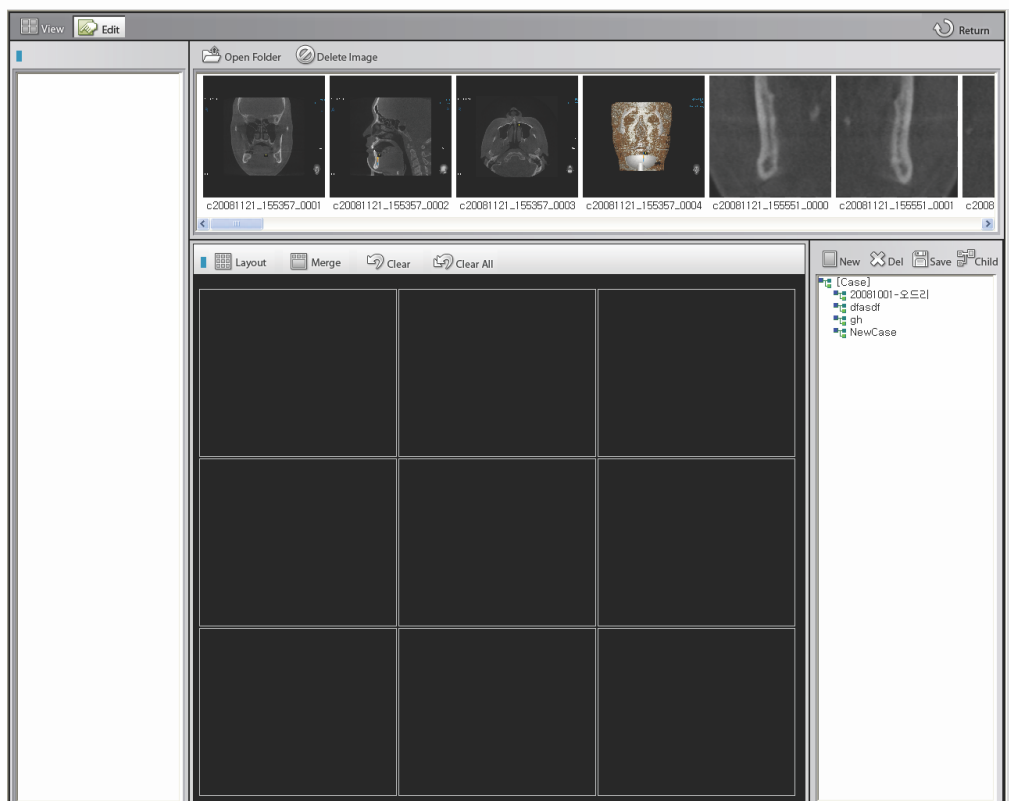 View Edit Return
Open Folder Delete Image
c20081121_155357_0001 c20081121_155357_0002 c20081121_155357_0003 c20081121_155357_0004 c20081121_155551_0000 c20081121_155551_0001 c2008
Layout Merge Clear Clear All
New Del Save Child
[Case]
20081001-오드리
dfasdf
gh
NewCase